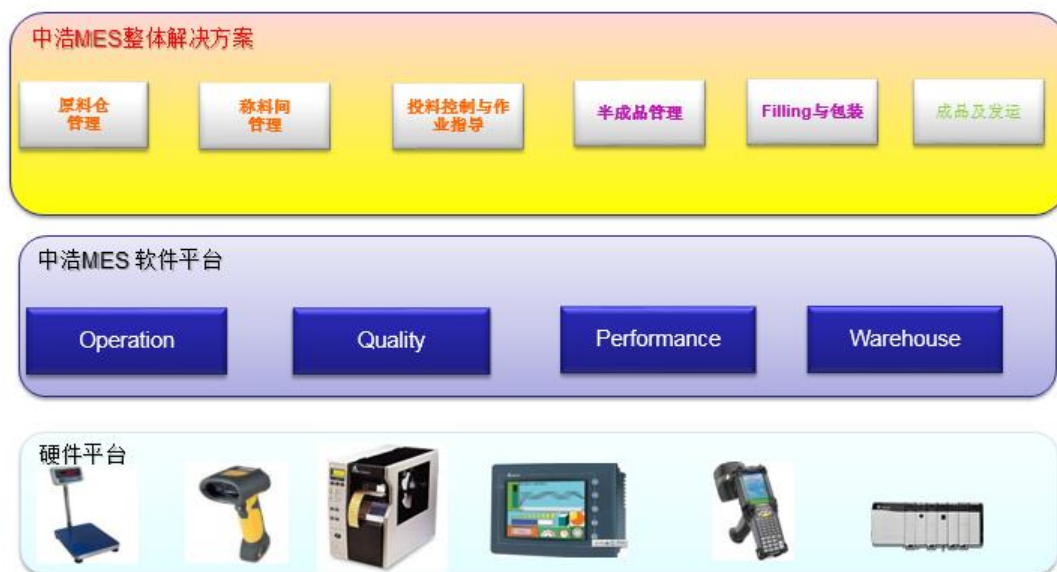 中浩MES整体解决方案
原料仓
管理
称料间
管理
投料控制与作
业指导
半成品管理
Filling与包装
成品及发运
中浩MES 软件平台
Operation
Quality
Performance
Warehouse
硬件平台